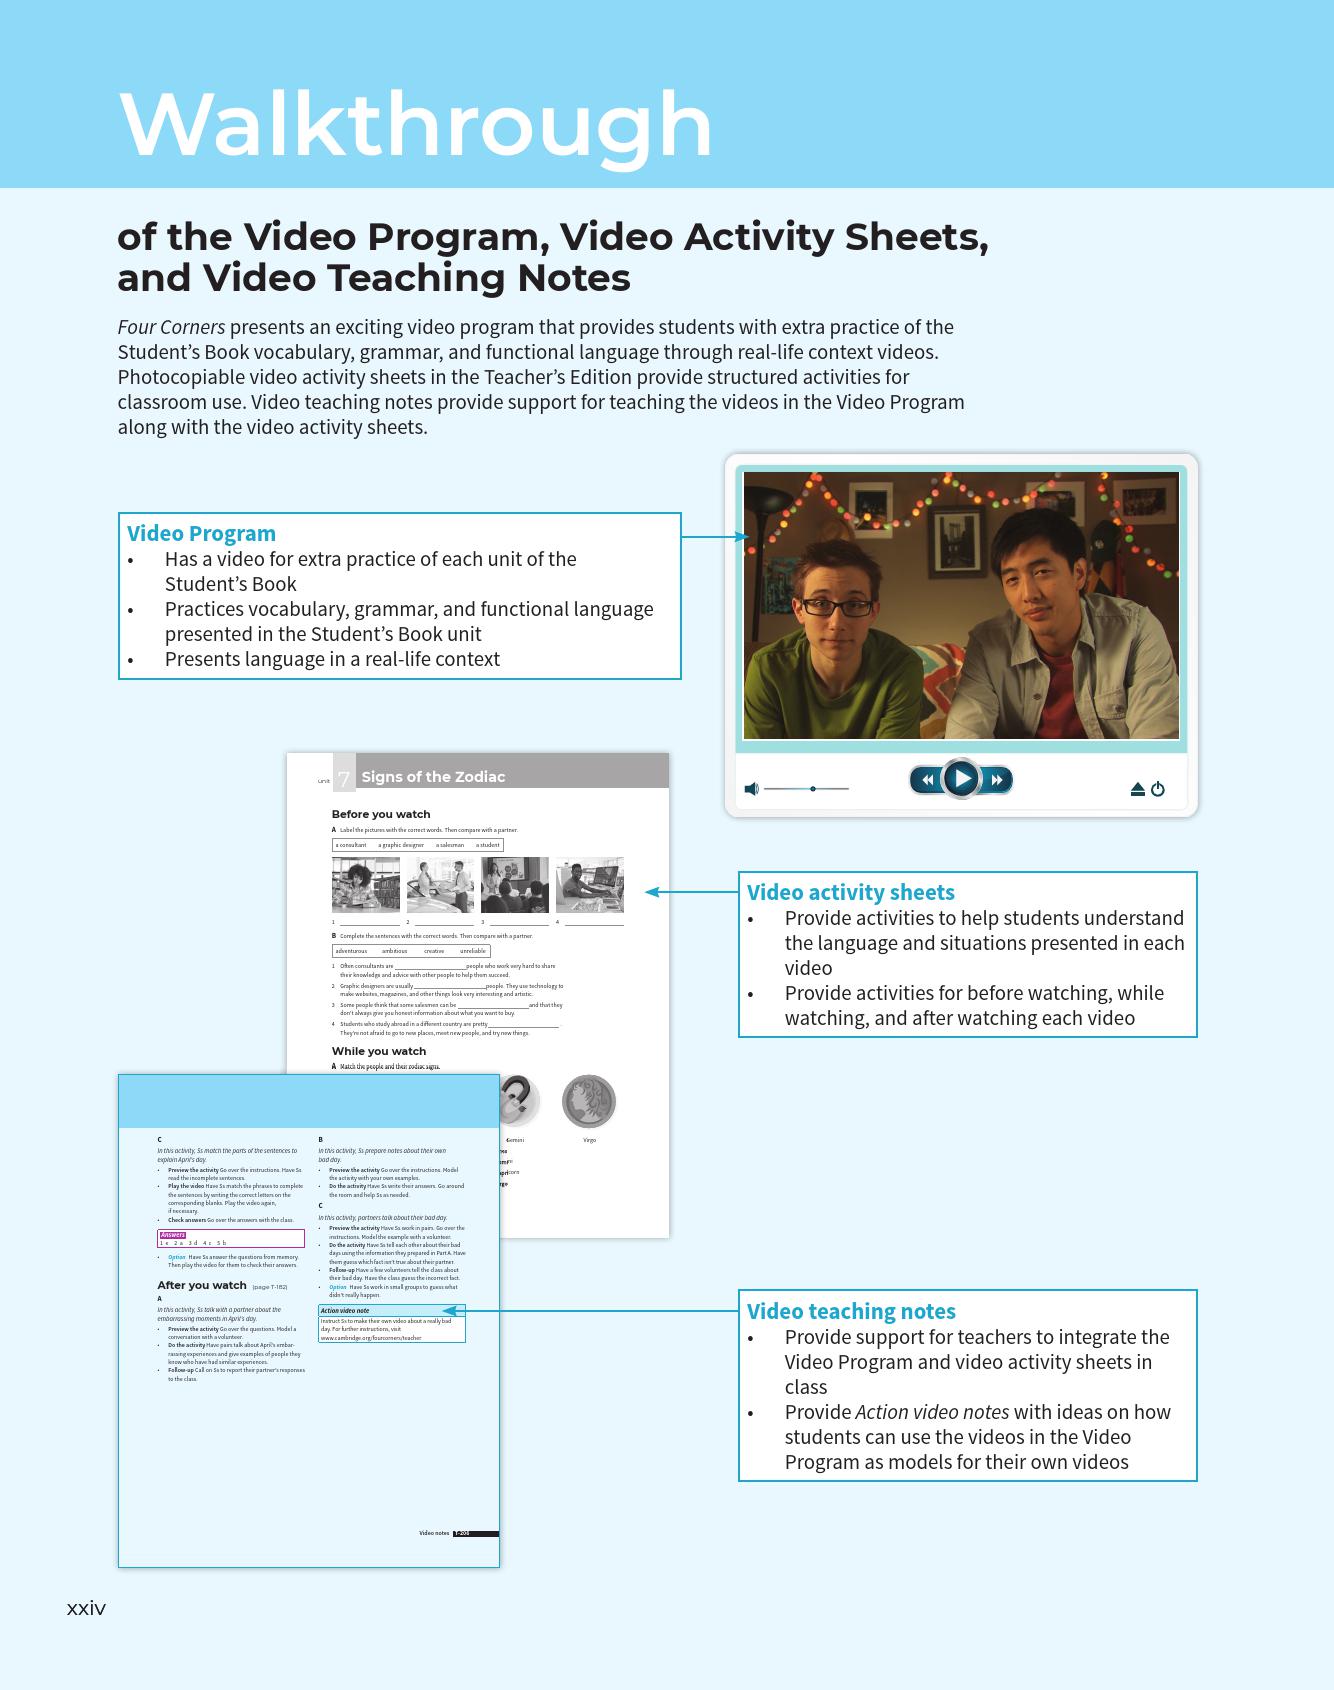 Walkthrough
of the Video Program, Video Activity Sheets,
and Video Teaching Notes
Four Corners presents an exciting video program that provides students with extra practice of the
Student's Book vocabulary, grammar, and functional language through real-life context videos.
Photocopiable video activity sheets in the Teacher's Edition provide structured activities for
classroom use. Video teaching notes provide support for teaching the videos in the Video Program
along with the video activity sheets.
Video Program
• Has a video for extra practice of each unit of the
Student's Book
• Practices vocabulary, grammar, and functional language
presented in the Student's Book unit
• Presents language in a real-life context
unit 7 Signs of the Zodiac
Before you watch
A Label the pictures with the correct words. Then compare with a partner.
a consultant a graphic designer a salesman a student
1 2 3 4
B Complete the sentences with the correct words. Then compare with a partner.
adventurous ambitious creative unreliable
1 Often consultants are ______ people who work very hard to share
their knowledge and advice with other people to help them succeed.
2 Graphic designers are usually ______ people. They use technology to
make websites, magazines, and other things look very interesting and artistic.
3 Some people think that some salesmen can be ______ and that they
don't always give you honest information about what you want to buy.
4 Students who study abroad in a different country are pretty ______ .
They're not afraid to go to new places, meet new people, and try new things.
While you watch
A Match the people and their zodiac signs.
Gemini Virgo
Video activity sheets
• Provide activities to help students understand
the language and situations presented in each
video
• Provide activities for before watching, while
watching, and after watching each video
C
In this activity, Ss match the parts of the sentences to
explain April's day.
• Preview the activity Go over the instructions. Have Ss
read the incomplete sentences.
• Play the video Have Ss match the phrases to complete
the sentences by writing the correct letters on the
corresponding blanks. Play the video again,
if necessary.
• Check answers Go over the answers with the class.
Answers
1 e 2 a 3 d 4 c 5 b
• Option Have Ss answer the questions from memory.
Then play the video for them to check their answers.
After you watch (page T-182)
A
In this activity, Ss talk with a partner about the
embarrassing moments in April's day.
• Preview the activity Go over the questions. Model a
conversation with a volunteer.
• Do the activity Have pairs talk about April's embar-
rassing experiences and give examples of people they
know who have had similar experiences.
• Follow-up Call on Ss to report their partner's responses
to the class.
B
In this activity, Ss prepare notes about their own
bad day.
• Preview the activity Go over the instructions. Model
the activity with your own examples.
• Do the activity Have Ss write their answers. Go around
the room and help Ss as needed.
C
In this activity, partners talk about their bad day.
• Preview the activity Have Ss work in pairs. Go over the
instructions. Model the example with a volunteer.
• Do the activity Have Ss tell each other about their bad
days using the information they prepared in Part A. Have
them guess which fact isn't true about their partner.
• Follow-up Have a few volunteers tell the class about
their bad day. Have the class guess the incorrect fact.
• Option Have Ss work in small groups to guess what
didn't really happen.
Action video note
Instruct Ss to make their own video about a really bad
day. For further instructions, visit
www.cambridge.org/fourcorners/teacher
Video notes T-206
Video teaching notes
• Provide support for teachers to integrate the
Video Program and video activity sheets in
class
• Provide Action video notes with ideas on how
students can use the videos in the Video
Program as models for their own videos
xxiv